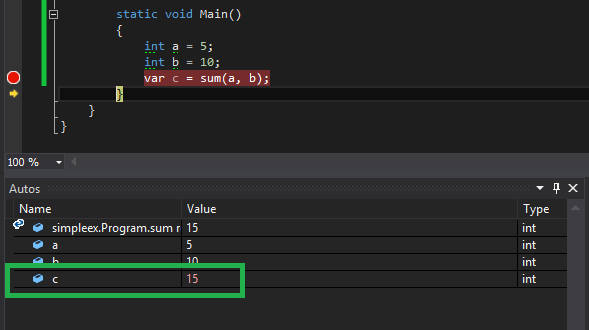 static void Main()
{
int a = 5;
int b = 10;
var c = sum(a, b);
}
}
}
100 %
Autos
Name Value Type
simpleex.Program.sum r 15 int
a 5 int
b 10 int
c 15 int